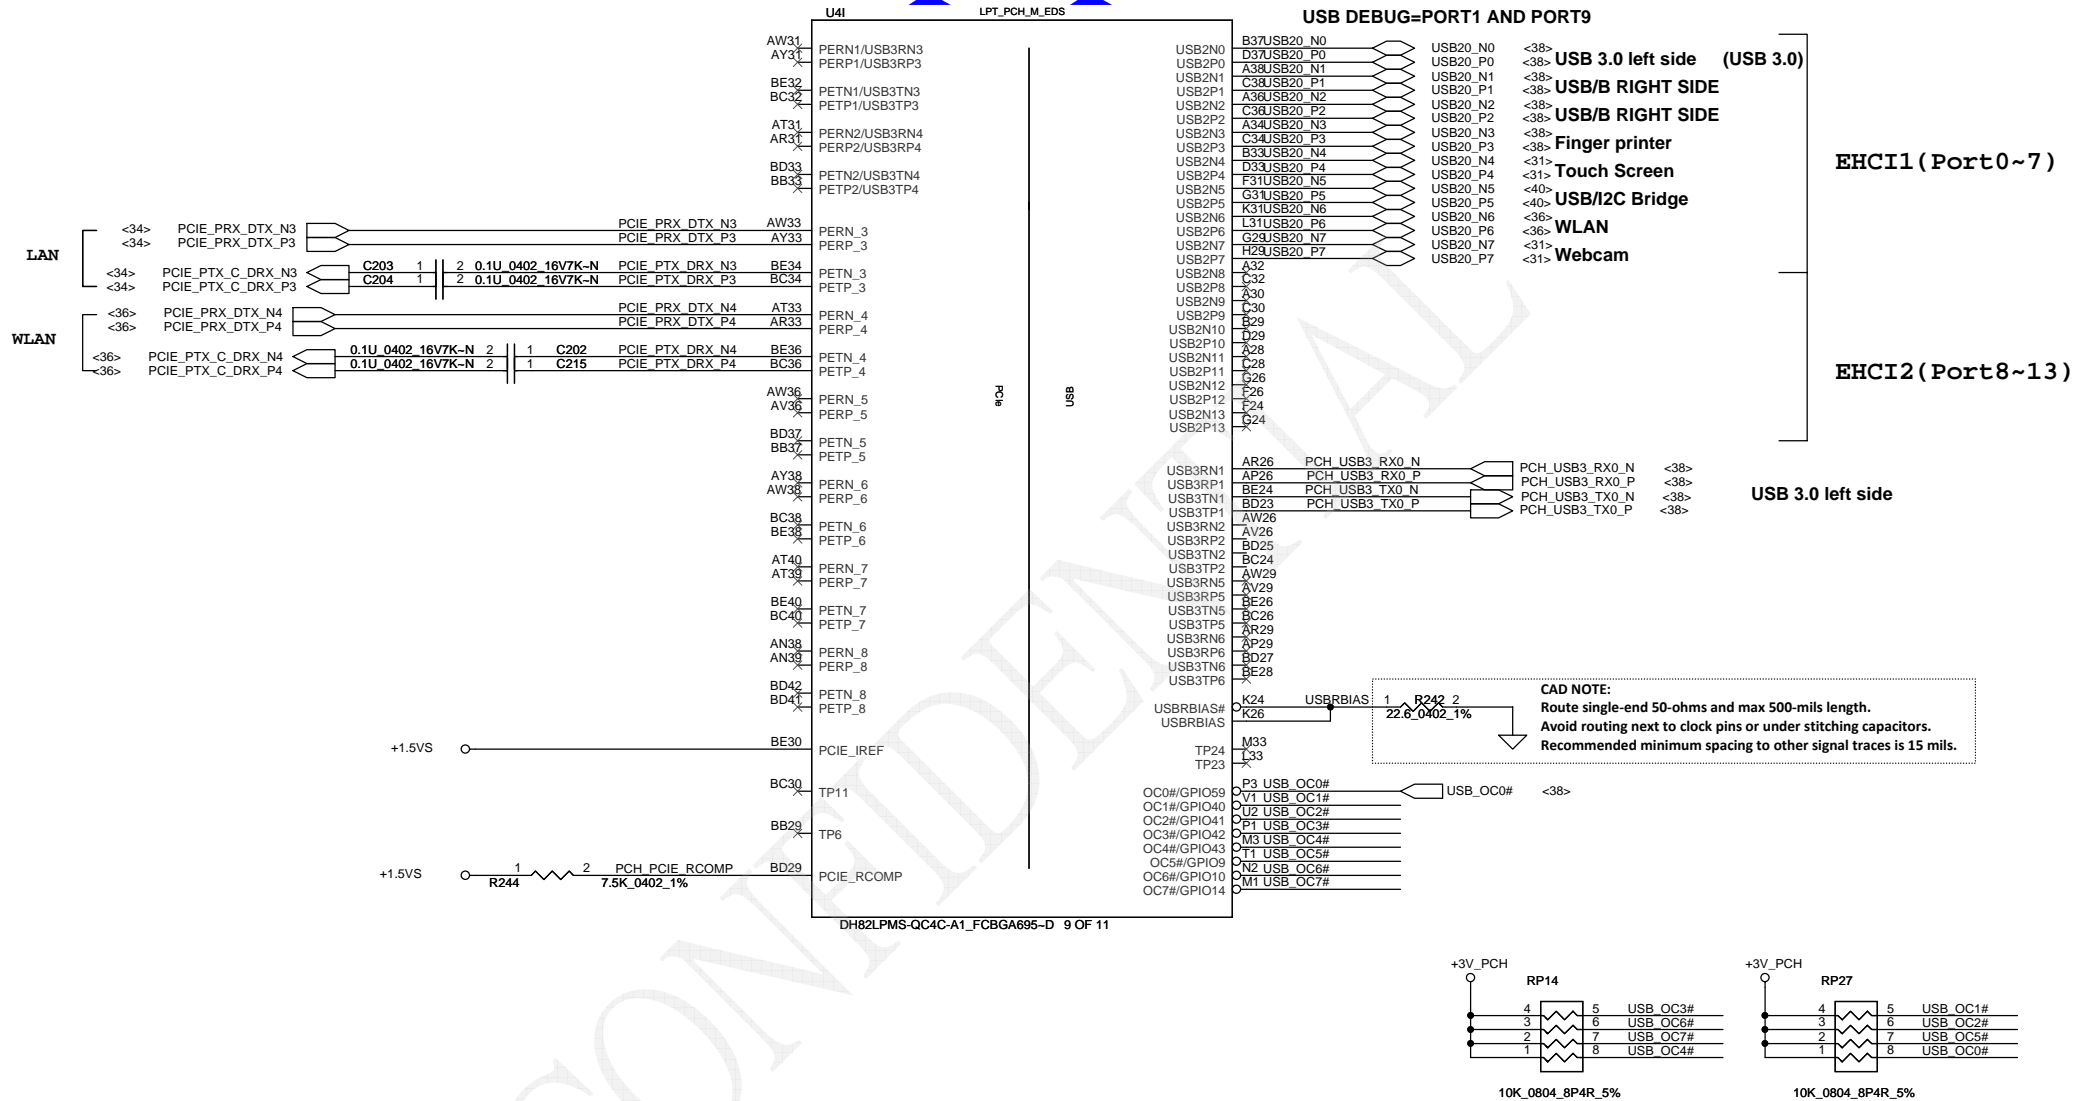 U4I
LPT_PCH_M_EDS
USB DEBUG=PORT1 AND PORT9
AW31 PERN1/USB3RN3
AY31 PERP1/USB3RP3
BE32 PETN1/USB3TN3
BC32 PETP1/USB3TP3
AT31 PERN2/USB3RN4
AR31 PERP2/USB3RP4
BD33 PETN2/USB3TN4
BB33 PETP2/USB3TP4
LAN
<34> PCIE_PRX_DTX_N3 PCIE_PRX_DTX_N3 AW33 PERN_3
<34> PCIE_PRX_DTX_P3 PCIE_PRX_DTX_P3 AY33 PERP_3
<34> PCIE_PTX_C_DRX_N3 C203 1 2 0.1U_0402_16V7K~N PCIE_PTX_DRX_N3 BE34 PETN_3
<34> PCIE_PTX_C_DRX_P3 C204 1 2 0.1U_0402_16V7K~N PCIE_PTX_DRX_P3 BC34 PETP_3
WLAN
<36> PCIE_PRX_DTX_N4 PCIE_PRX_DTX_N4 AT33 PERN_4
<36> PCIE_PRX_DTX_P4 PCIE_PRX_DTX_P4 AR33 PERP_4
<36> PCIE_PTX_C_DRX_N4 0.1U_0402_16V7K~N 2 1 C202 PCIE_PTX_DRX_N4 BE36 PETN_4
<36> PCIE_PTX_C_DRX_P4 0.1U_0402_16V7K~N 2 1 C215 PCIE_PTX_DRX_P4 BC36 PETP_4
AW36 PERN_5
AV36 PERP_5
BD37 PETN_5
BB37 PETP_5
AY38 PERN_6
AW38 PERP_6
BC38 PETN_6
BE38 PETP_6
AT40 PERN_7
AT39 PERP_7
BE40 PETN_7
BC40 PETP_7
AN38 PERN_8
AN39 PERP_8
BD42 PETN_8
BD41 PETP_8
+1.5VS BE30 PCIE_IREF
BC30 TP11
BB29 TP6
+1.5VS 1 R244 2 PCH_PCIE_RCOMP 7.5K_0402_1% BD29 PCIE_RCOMP
PCIe
USB
USB2N0 B37 USB20_N0 USB20_N0 <38>
USB2P0 D37 USB20_P0 USB20_P0 <38> USB 3.0 left side (USB 3.0)
USB2N1 A38 USB20_N1 USB20_N1 <38>
USB2P1 C38 USB20_P1 USB20_P1 <38> USB/B RIGHT SIDE
USB2N2 A36 USB20_N2 USB20_N2 <38>
USB2P2 C36 USB20_P2 USB20_P2 <38> USB/B RIGHT SIDE
USB2N3 A34 USB20_N3 USB20_N3 <38>
USB2P3 C34 USB20_P3 USB20_P3 <38> Finger printer
USB2N4 B33 USB20_N4 USB20_N4 <31>
USB2P4 D33 USB20_P4 USB20_P4 <31> Touch Screen
USB2N5 F31 USB20_N5 USB20_N5 <40>
USB2P5 G31 USB20_P5 USB20_P5 <40> USB/I2C Bridge
USB2N6 K31 USB20_N6 USB20_N6 <36>
USB2P6 L31 USB20_P6 USB20_P6 <36> WLAN
USB2N7 G29 USB20_N7 USB20_N7 <31>
USB2P7 H29 USB20_P7 USB20_P7 <31> Webcam
EHCI1(Port0~7)
USB2N8 A32
USB2P8 C32
USB2N9 A30
USB2P9 C30
USB2N10 B29
USB2P10 D29
USB2N11 A28
USB2P11 C28
USB2N12 G26
USB2P12 F26
USB2N13 F24
USB2P13 G24
EHCI2(Port8~13)
USB3RN1 AR26 PCH_USB3_RX0_N PCH_USB3_RX0_N <38>
USB3RP1 AP26 PCH_USB3_RX0_P PCH_USB3_RX0_P <38>
USB3TN1 BE24 PCH_USB3_TX0_N PCH_USB3_TX0_N <38>
USB3TP1 BD23 PCH_USB3_TX0_P PCH_USB3_TX0_P <38>
USB 3.0 left side
USB3RN2 AW26
USB3RP2 AV26
USB3TN2 BD25
USB3TP2 BC24
USB3RN5 AW29
USB3RP5 AV29
USB3TN5 BE26
USB3TP5 BC26
USB3RN6 AR29
USB3RP6 AP29
USB3TN6 BD27
USB3TP6 BE28
USBRBIAS# K24 USBRBIAS 1 R242 2
USBRBIAS K26 22.6_0402_1%
CAD NOTE:
Route single-end 50-ohms and max 500-mils length.
Avoid routing next to clock pins or under stitching capacitors.
Recommended minimum spacing to other signal traces is 15 mils.
TP24 M33
TP23 L33
OC0#/GPIO59 P3 USB_OC0# USB_OC0# <38>
OC1#/GPIO40 V1 USB_OC1#
OC2#/GPIO41 U2 USB_OC2#
OC3#/GPIO42 P1 USB_OC3#
OC4#/GPIO43 M3 USB_OC4#
OC5#/GPIO9 T1 USB_OC5#
OC6#/GPIO10 N2 USB_OC6#
OC7#/GPIO14 M1 USB_OC7#
DH82LPMS-QC4C-A1_FCBGA695~D 9 OF 11
+3V_PCH RP14
4 5 USB_OC3#
3 6 USB_OC6#
2 7 USB_OC7#
1 8 USB_OC4#
10K_0804_8P4R_5%
+3V_PCH RP27
4 5 USB_OC1#
3 6 USB_OC2#
2 7 USB_OC5#
1 8 USB_OC0#
10K_0804_8P4R_5%
CONFIDENTIAL